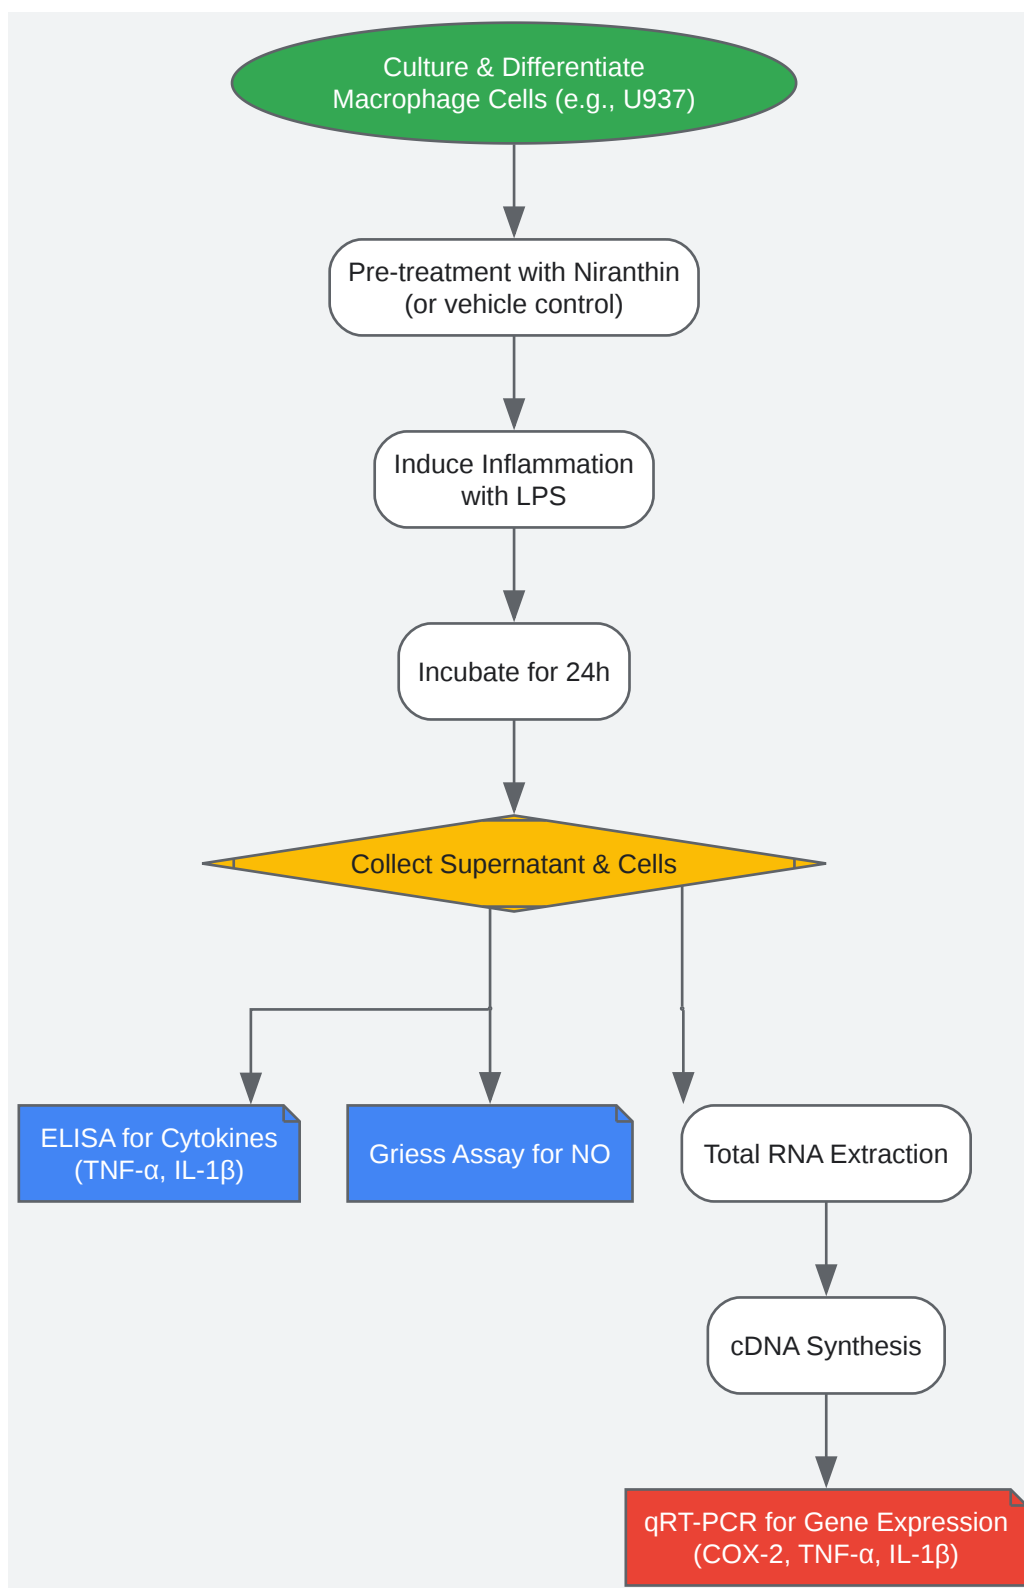 Culture & Differentiate
Macrophage Cells (e.g., U937)
Pre-treatment with Niranthin
(or vehicle control)
Induce Inflammation
with LPS
Incubate for 24h
Collect Supernatant & Cells
ELISA for Cytokines
(TNF-α, IL-1β)
Griess Assay for NO
Total RNA Extraction
cDNA Synthesis
qRT-PCR for Gene Expression
(COX-2, TNF-α, IL-1β)